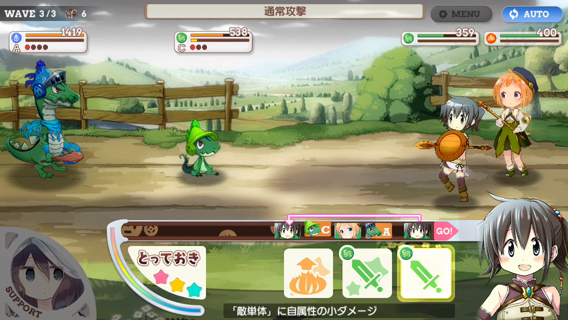 WAVE 3/3 6
通常攻撃
MENU
AUTO
1419
A
538
C
359
400
C
A
GO!
とっておき
SUPPORT
「敵単体」に自属性の小ダメージ